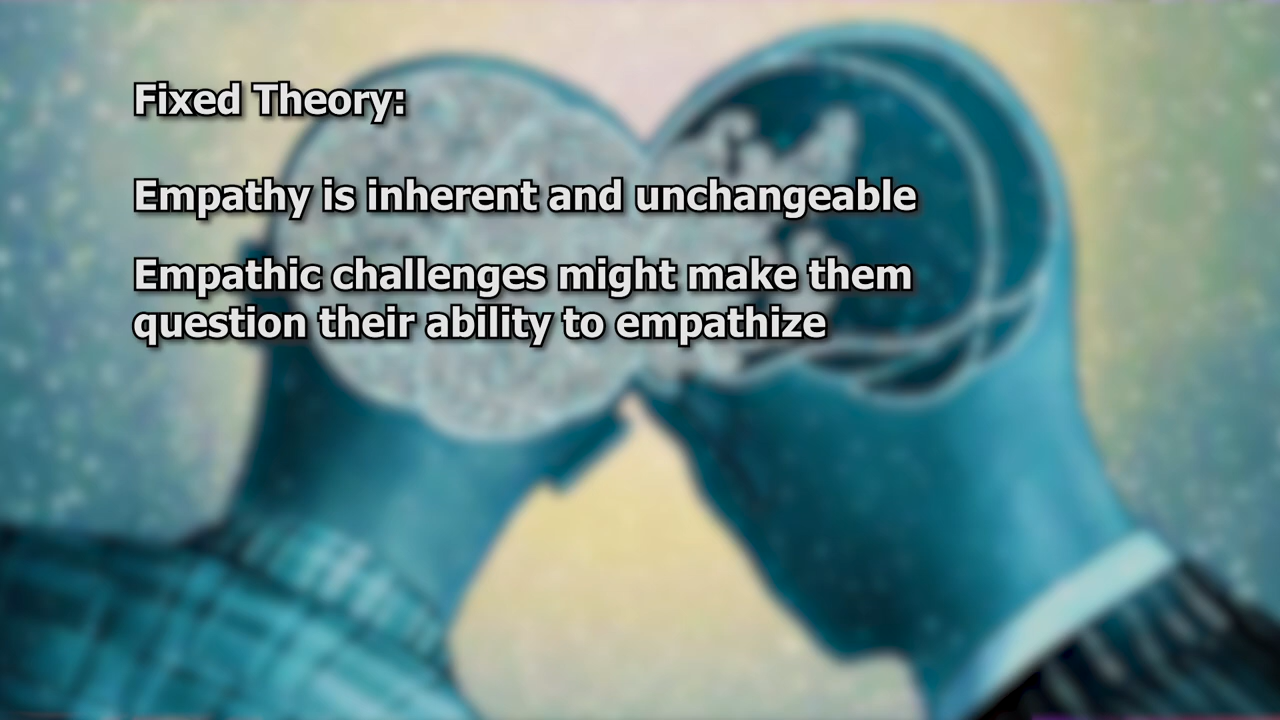 Fixed Theory:
Empathy is inherent and unchangeable
Empathic challenges might make them
question their ability to empathize